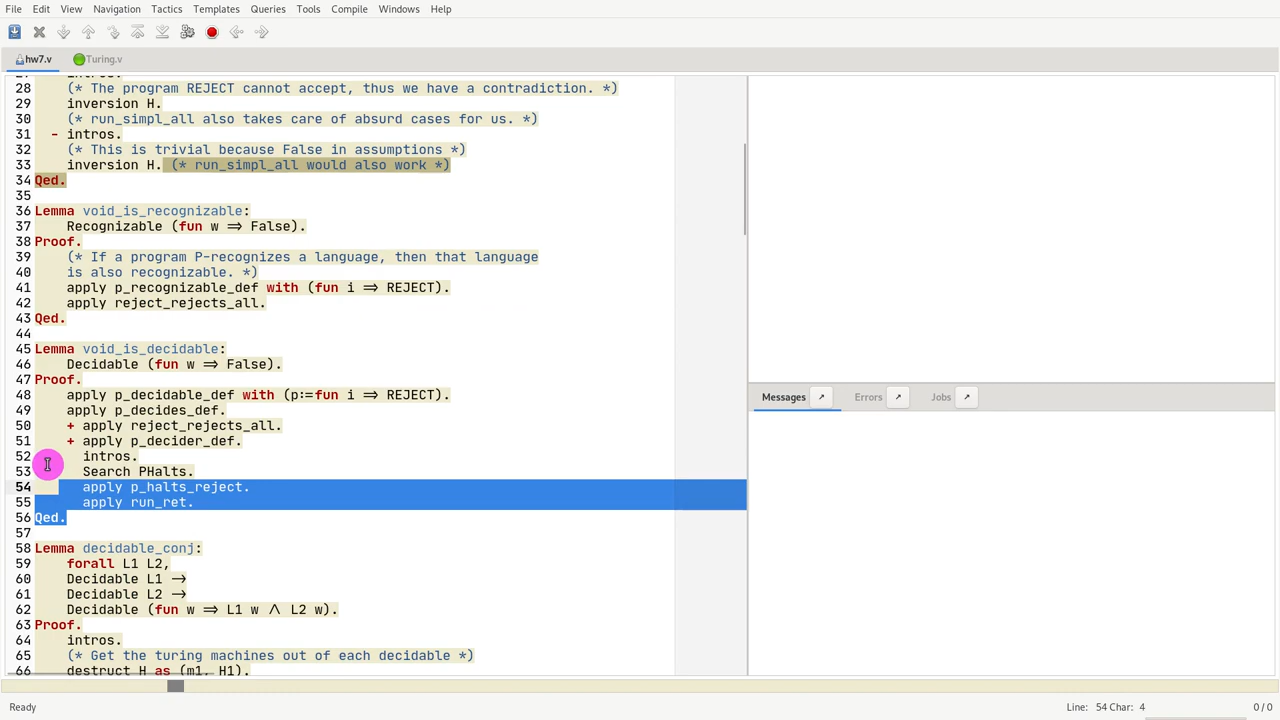 File Edit View Navigation Tactics Templates Queries Tools Compile Windows Help
hw7.v Turing.v
28 (* The program REJECT cannot accept, thus we have a contradiction. *)
29 inversion H.
30 (* run_simpl_all also takes care of absurd cases for us. *)
31 - intros.
32 (* This is trivial because False in assumptions *)
33 inversion H. (* run_simpl_all would also work *)
34 Qed.
35
36 Lemma void_is_recognizable:
37 Recognizable (fun w ⇒ False).
38 Proof.
39 (* If a program P-recognizes a language, then that language
40 is also recognizable. *)
41 apply p_recognizable_def with (fun i ⇒ REJECT).
42 apply reject_rejects_all.
43 Qed.
44
45 Lemma void_is_decidable:
46 Decidable (fun w ⇒ False).
47 Proof.
48 apply p_decidable_def with (p:=fun i ⇒ REJECT).
49 apply p_decides_def.
50 + apply reject_rejects_all.
51 + apply p_decider_def.
52 intros.
53 Search PHalts.
54 apply p_halts_reject.
55 apply run_ret.
56 Qed.
57
58 Lemma decidable_conj:
59 forall L1 L2,
60 Decidable L1 →
61 Decidable L2 →
62 Decidable (fun w ⇒ L1 w ∧ L2 w).
63 Proof.
64 intros.
65 (* Get the turing machines out of each decidable *)
66 destruct H as (m1, H1).
Messages ↗ Errors ↗ Jobs ↗
Ready Line: 54 Char: 4 0 / 0